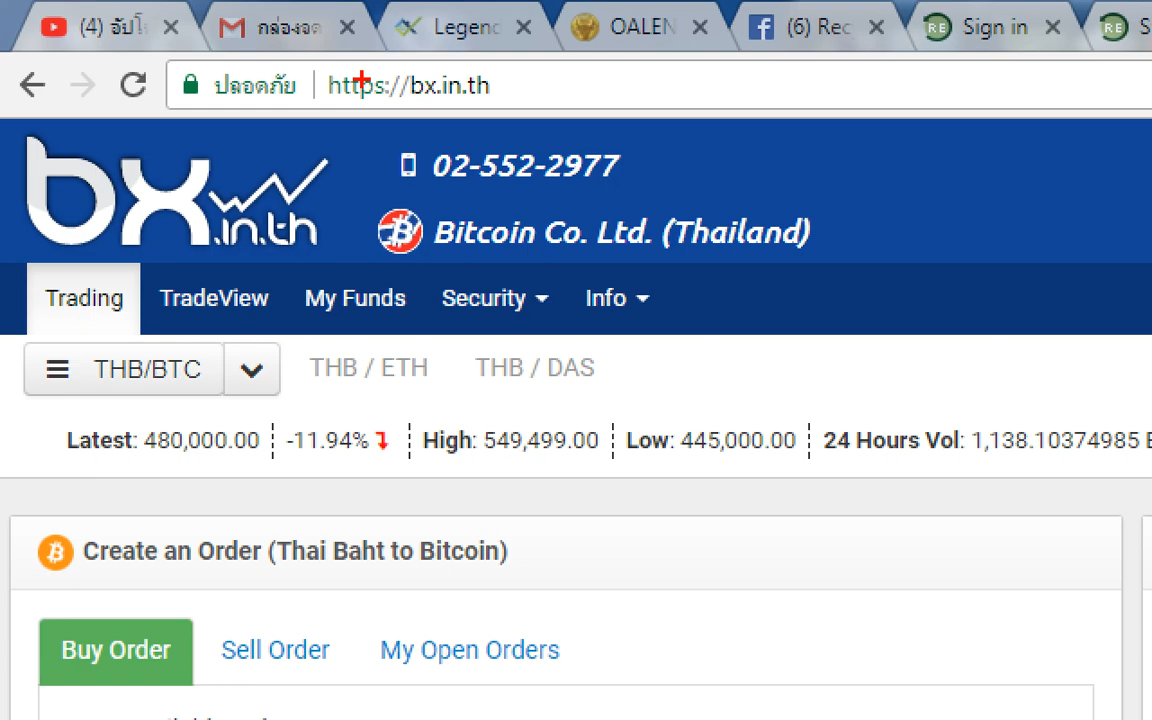 (4) อัปโ
กล่องจด
Legend
OALEN
(6) Rec
Sign in
S
ปลอดภัย https://bx.in.th
bx.in.th
02-552-2977
Bitcoin Co. Ltd. (Thailand)
Trading TradeView My Funds Security Info
THB/BTC THB / ETH THB / DAS
Latest: 480,000.00 -11.94% High: 549,499.00 Low: 445,000.00 24 Hours Vol: 1,138.10374985
Create an Order (Thai Baht to Bitcoin)
Buy Order Sell Order My Open Orders